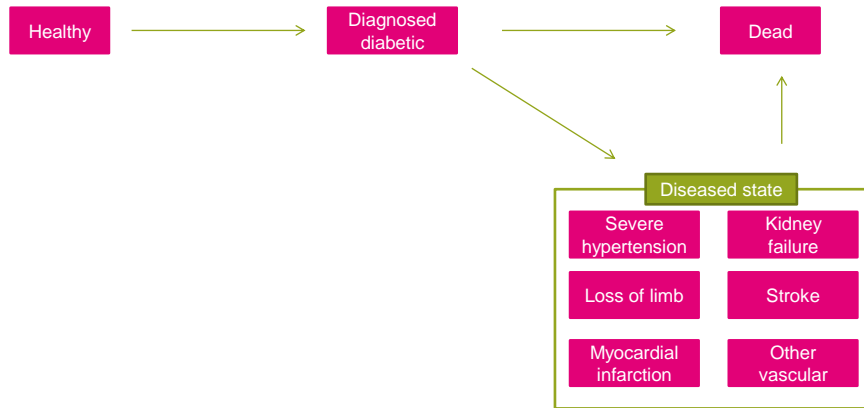 Healthy
Diagnosed
diabetic
Dead
Diseased state
Severe
hypertension
Kidney
failure
Loss of limb
Stroke
Myocardial
infarction
Other
vascular